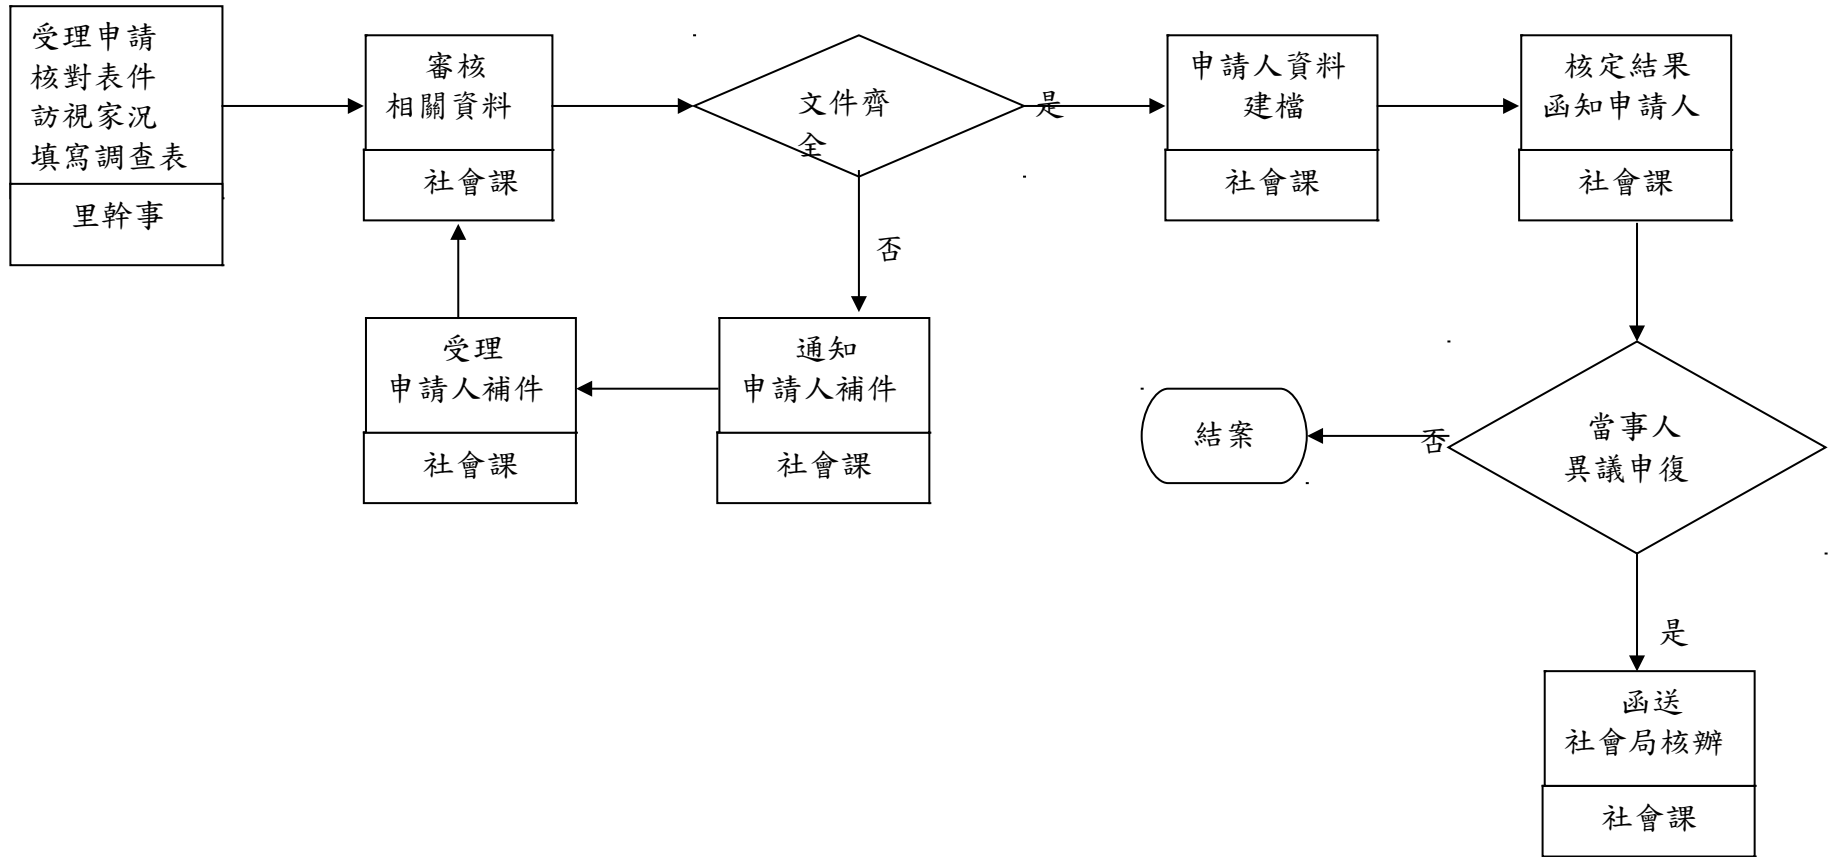 受理申請
核對表件
訪視家況
填寫調查表
里幹事
審核
相關資料
社會課
文件齊
全
是
否
申請人資料
建檔
社會課
核定結果
函知申請人
社會課
受理
申請人補件
社會課
通知
申請人補件
社會課
結案
否
當事人
異議申復
是
函送
社會局核辦
社會課